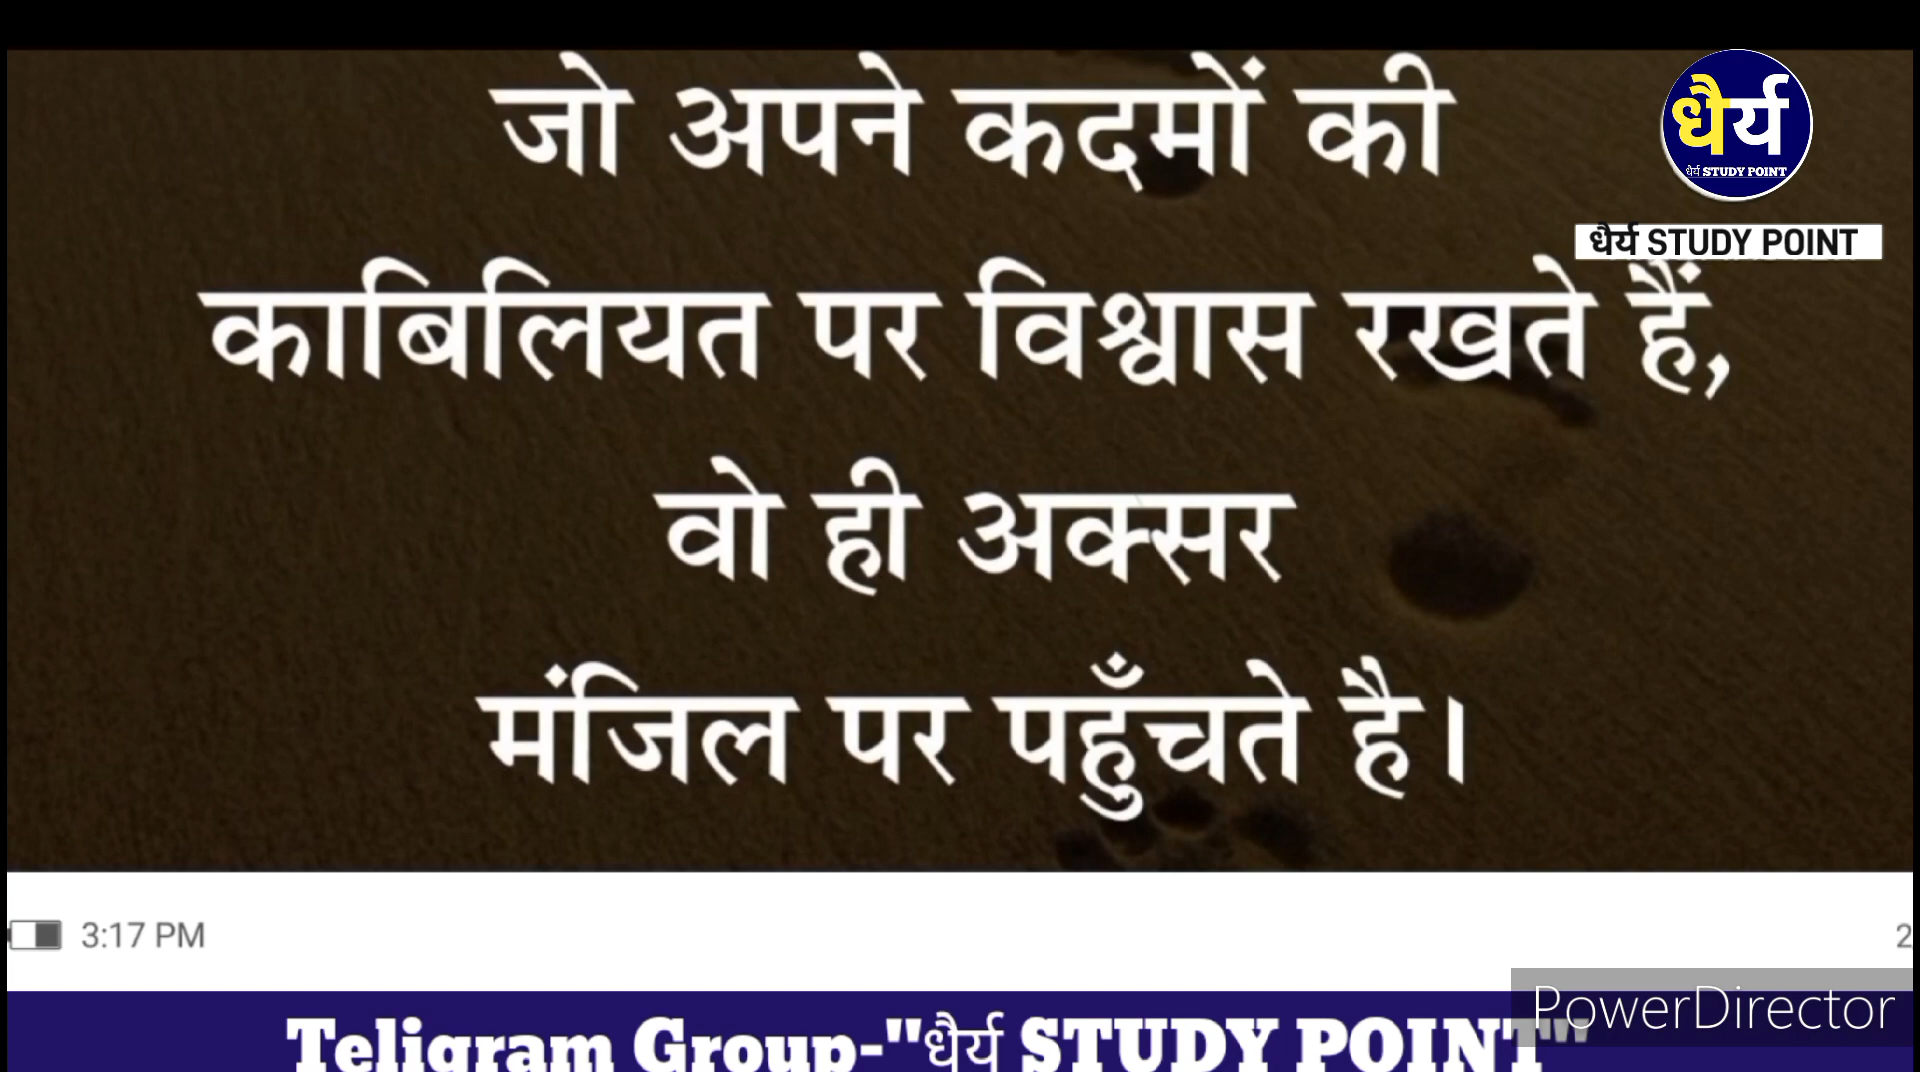 जो अपने कदमों की
धैर्य
धैर्य STUDY POINT
धैर्य STUDY POINT
काबिलियत पर विश्वास रखते हैं,
वो ही अक्सर
मंजिल पर पहुँचते है।
3:17 PM
2
PowerDirector
Teligram Group-"धैर्य STUDY POINT"